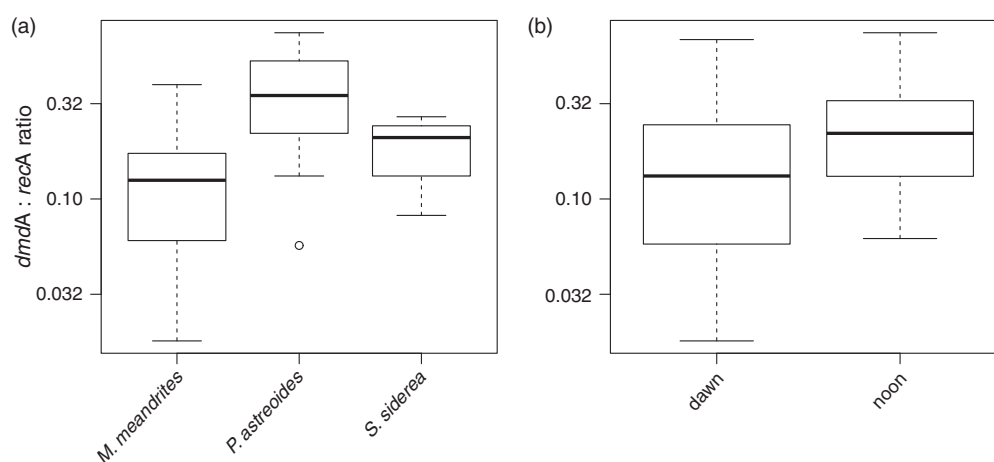 (a)
dmdA : recA ratio
0.32
0.10
0.032
M. meandrites
P. astreoides
S. siderea
(b)
0.32
0.10
0.032
dawn
noon